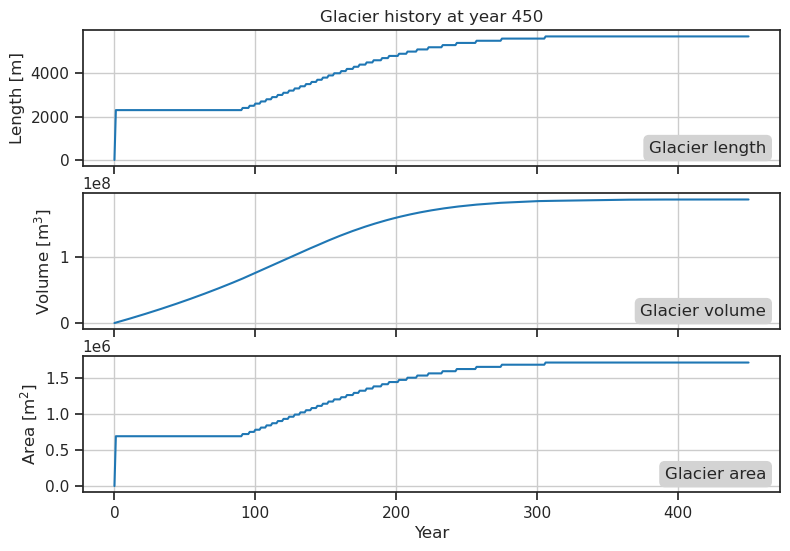 Glacier history at year 450
Length [m]
4000
2000
0
Glacier length
1e8
Volume [m³]
1
0
Glacier volume
1e6
Area [m²]
1.5
1.0
0.5
0.0
Glacier area
0 100 200 300 400
Year